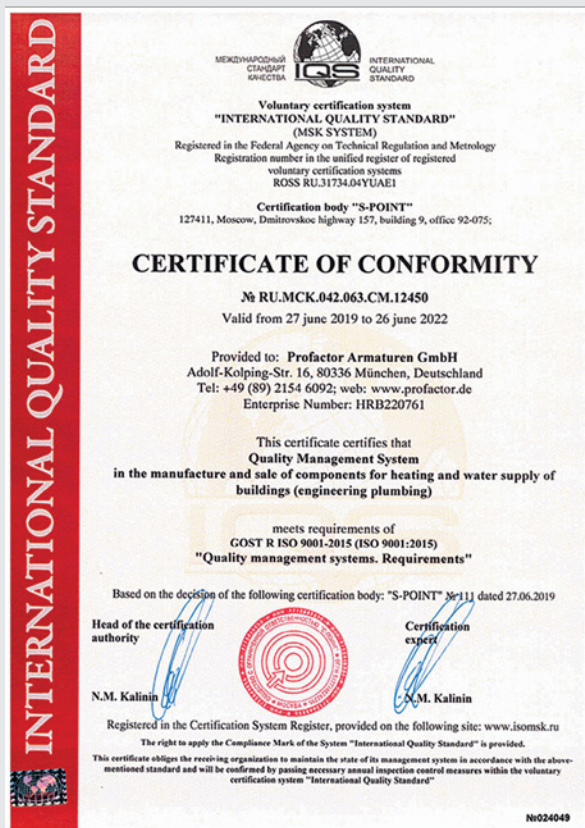 INTERNATIONAL QUALITY STANDARD
МЕЖДУНАРОДНЫЙ
СТАНДАРТ
КАЧЕСТВА
IQS
INTERNATIONAL
QUALITY
STANDARD
Voluntary certification system
"INTERNATIONAL QUALITY STANDARD"
(MSK SYSTEM)
Registered in the Federal Agency on Technical Regulation and Metrology
Registration number in the unified register of registered
voluntary certification systems
ROSS RU.31734.04YUAE1
Certification body "S-POINT"
127411, Moscow, Dmitrovskoe highway 157, building 9, office 92-075;
CERTIFICATE OF CONFORMITY
№ RU.MCK.042.063.CM.12450
Valid from 27 june 2019 to 26 june 2022
Provided to: Profactor Armaturen GmbH
Adolf-Kolping-Str. 16, 80336 München, Deutschland
Tel: +49 (89) 2154 6092; web: www.profactor.de
Enterprise Number: HRB220761
This certificate certifies that
Quality Management System
in the manufacture and sale of components for heating and water supply of
buildings (engineering plumbing)
meets requirements of
GOST R ISO 9001-2015 (ISO 9001:2015)
"Quality management systems. Requirements"
Based on the decision of the following certification body: "S-POINT" № 111 dated 27.06.2019
Head of the certification
authority
Certification
expert
МОСКВА
N.M. Kalinin
N.M. Kalinin
Registered in the Certification System Register, provided on the following site: www.isomsk.ru
The right to apply the Compliance Mark of the System "International Quality Standard" is provided.
This certificate obliges the receiving organization to maintain the state of its management system in accordance with the above-
mentioned standard and will be confirmed by passing necessary annual inspection control measures within the voluntary
certification system "International Quality Standard"
№024049